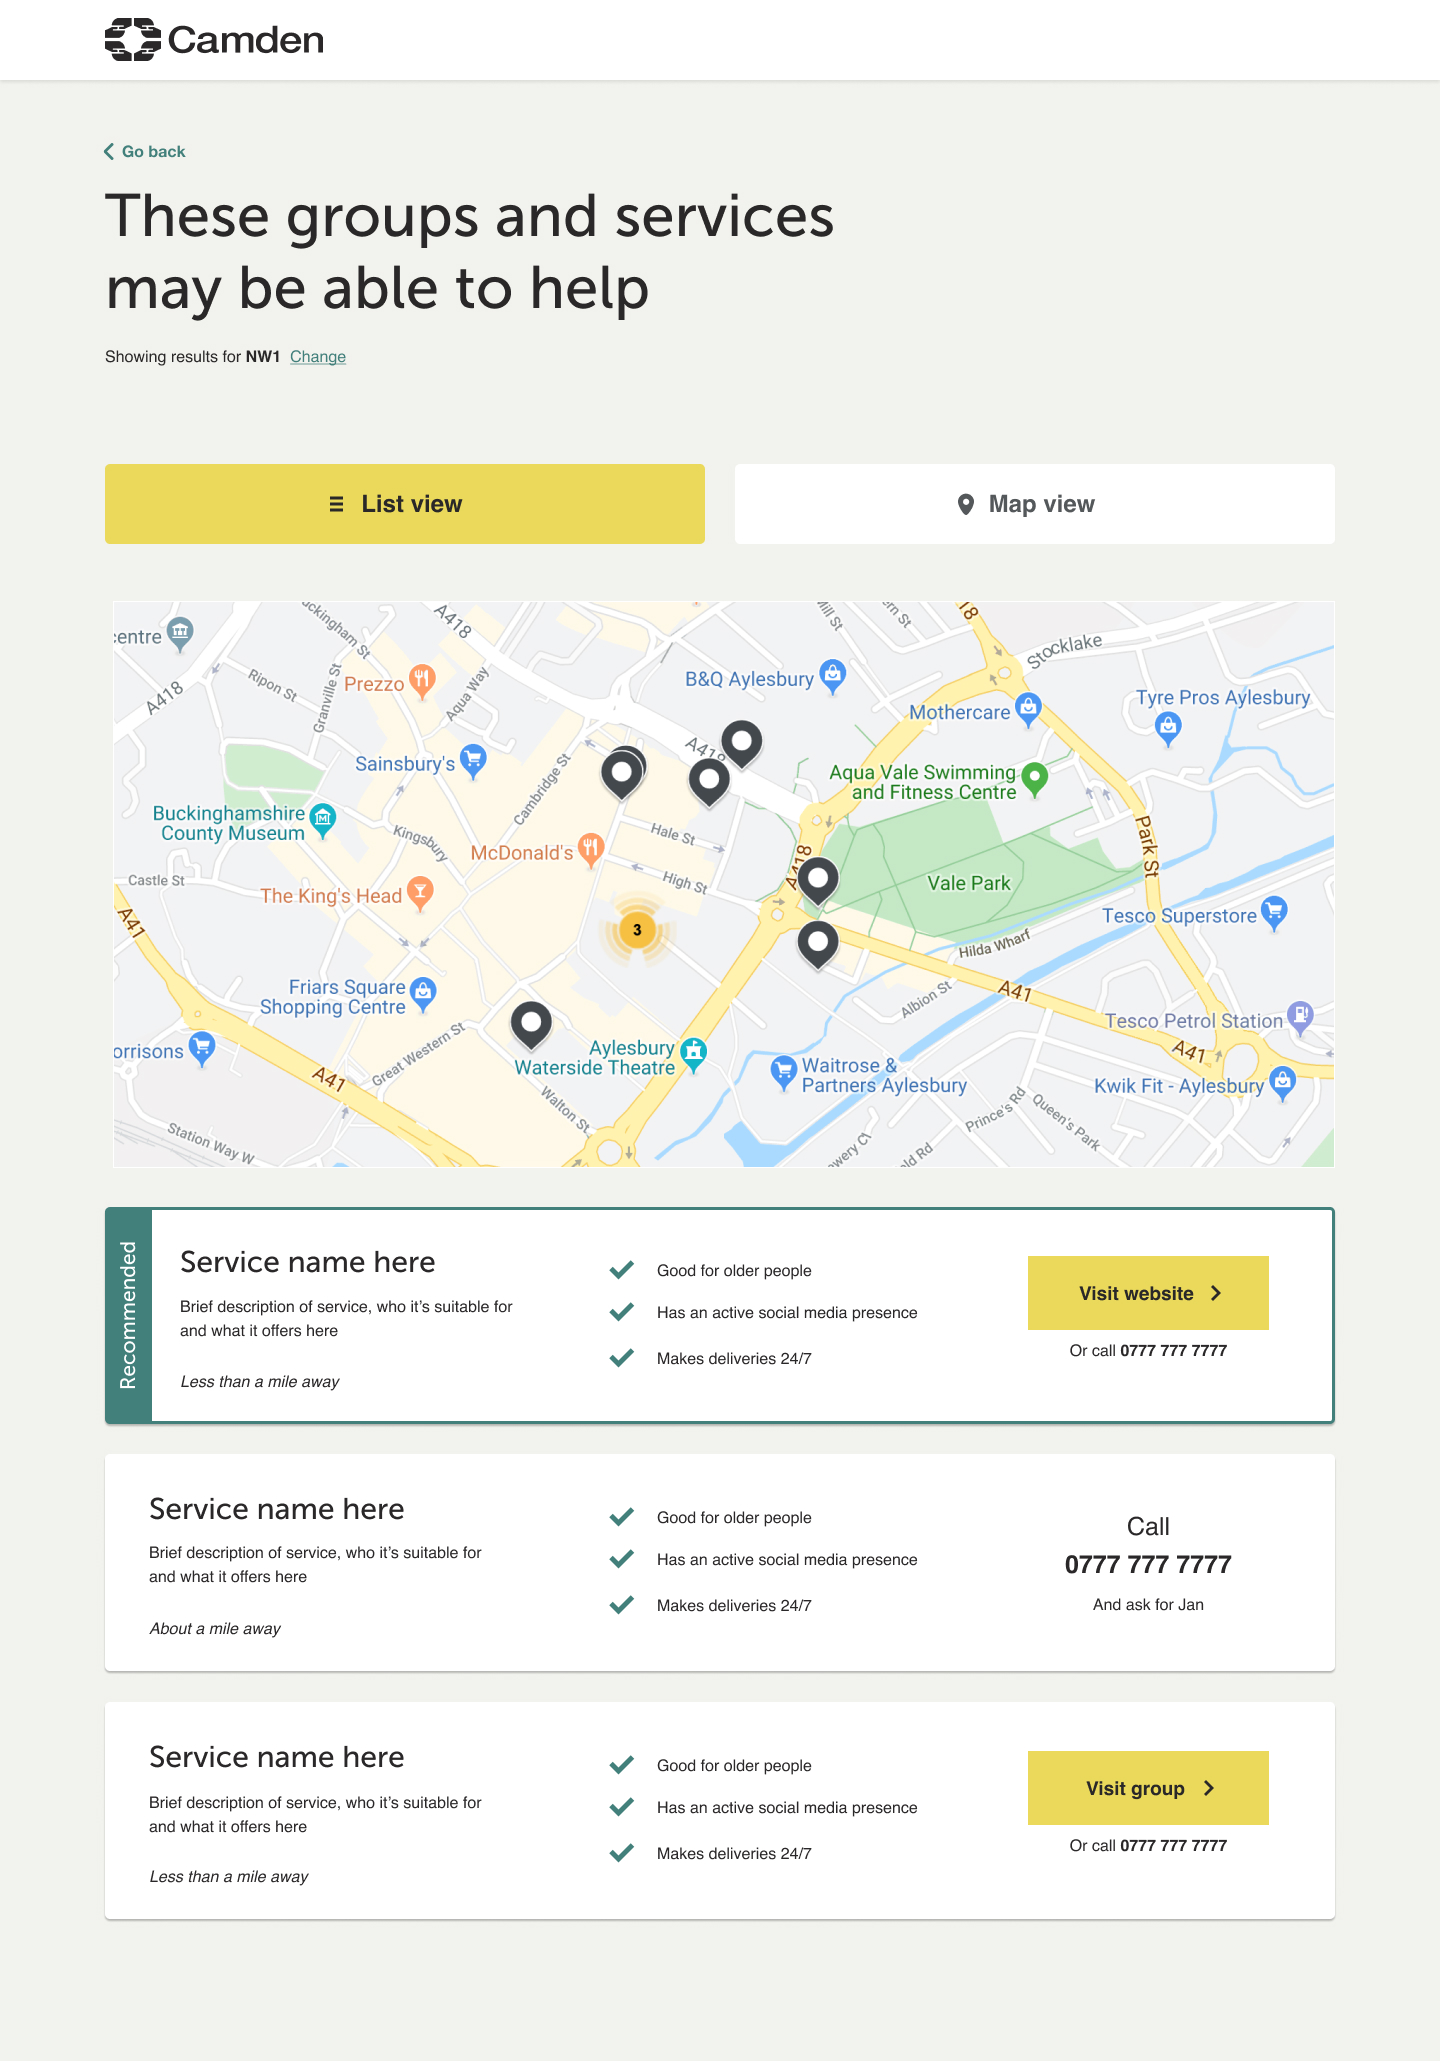 Camden
Go back
These groups and services
may be able to help
Showing results for NW1 Change
List view
Map view
centre
A418
Ripon St
Buckingham St
Granville St
Prezzo
A418
Aqua Way
Sainsbury's
B&Q Aylesbury
Mill St
ern St
A418
Stocklake
Mothercare
Tyre Pros Aylesbury
Cambridge St
Aqua Vale Swimming
and Fitness Centre
Buckinghamshire
County Museum
Kingsbury
McDonald's
Hale St
High St
A418
Park St
Castle St
The King's Head
Vale Park
A41
3
Tesco Superstore
Hilda Wharf
Friars Square
Shopping Centre
Albion St
A41
Tesco Petrol Station
orrisons
Great Western St
Aylesbury
Waterside Theatre
Waitrose &
Partners Aylesbury
A41
Kwik Fit - Aylesbury
A41
Walton St
Prince's Rd
Queen's Park
Station Way W
owery Cl
old Rd
Recommended
Service name here
Brief description of service, who it’s suitable for
and what it offers here
Less than a mile away
Good for older people
Has an active social media presence
Makes deliveries 24/7
Visit website
Or call 0777 777 7777
Service name here
Brief description of service, who it’s suitable for
and what it offers here
About a mile away
Good for older people
Has an active social media presence
Makes deliveries 24/7
Call
0777 777 7777
And ask for Jan
Service name here
Brief description of service, who it’s suitable for
and what it offers here
Less than a mile away
Good for older people
Has an active social media presence
Makes deliveries 24/7
Visit group
Or call 0777 777 7777